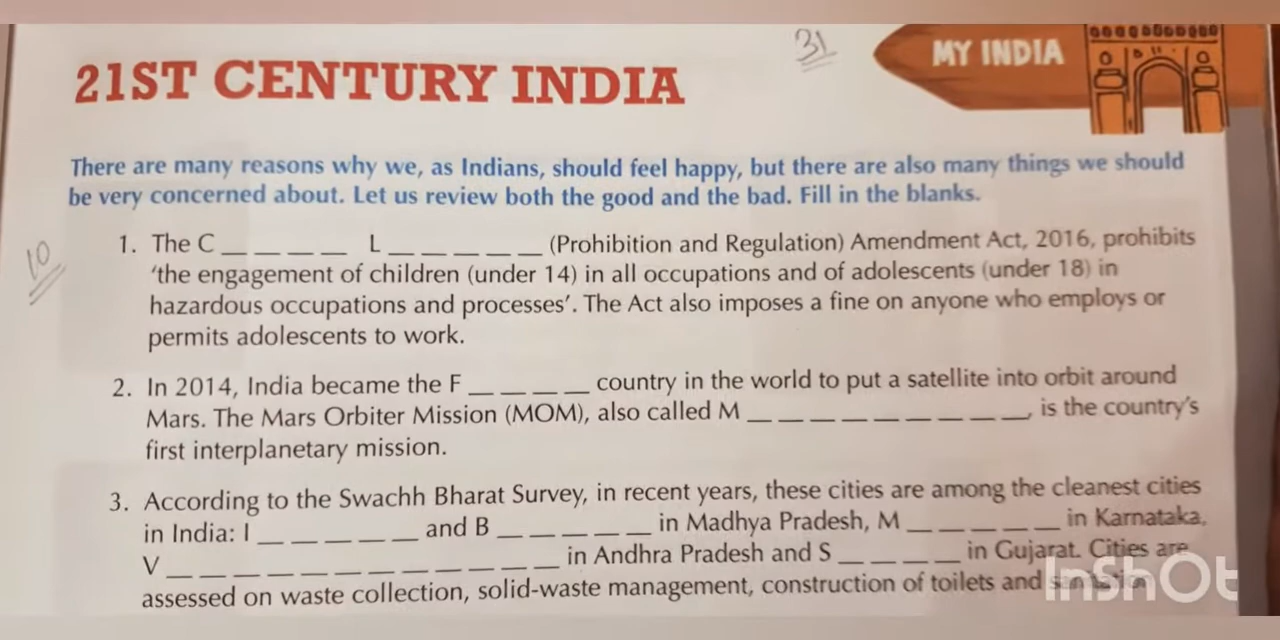 31
MY INDIA
21ST CENTURY INDIA
There are many reasons why we, as Indians, should feel happy, but there are also many things we should
be very concerned about. Let us review both the good and the bad. Fill in the blanks.
10
1. The C _ _ _ _ L _ _ _ _ _ (Prohibition and Regulation) Amendment Act, 2016, prohibits
'the engagement of children (under 14) in all occupations and of adolescents (under 18) in
hazardous occupations and processes'. The Act also imposes a fine on anyone who employs or
permits adolescents to work.
2. In 2014, India became the F _ _ _ _ country in the world to put a satellite into orbit around
Mars. The Mars Orbiter Mission (MOM), also called M _ _ _ _ _ _ _ _ _, is the country's
first interplanetary mission.
3. According to the Swachh Bharat Survey, in recent years, these cities are among the cleanest cities
in India: I _ _ _ _ _ and B _ _ _ _ _ in Madhya Pradesh, M _ _ _ _ _ in Karnataka,
V _ _ _ _ _ _ _ _ _ _ _ _ in Andhra Pradesh and S _ _ _ _ in Gujarat. Cities are
assessed on waste collection, solid-waste management, construction of toilets and sanitation
InShOt